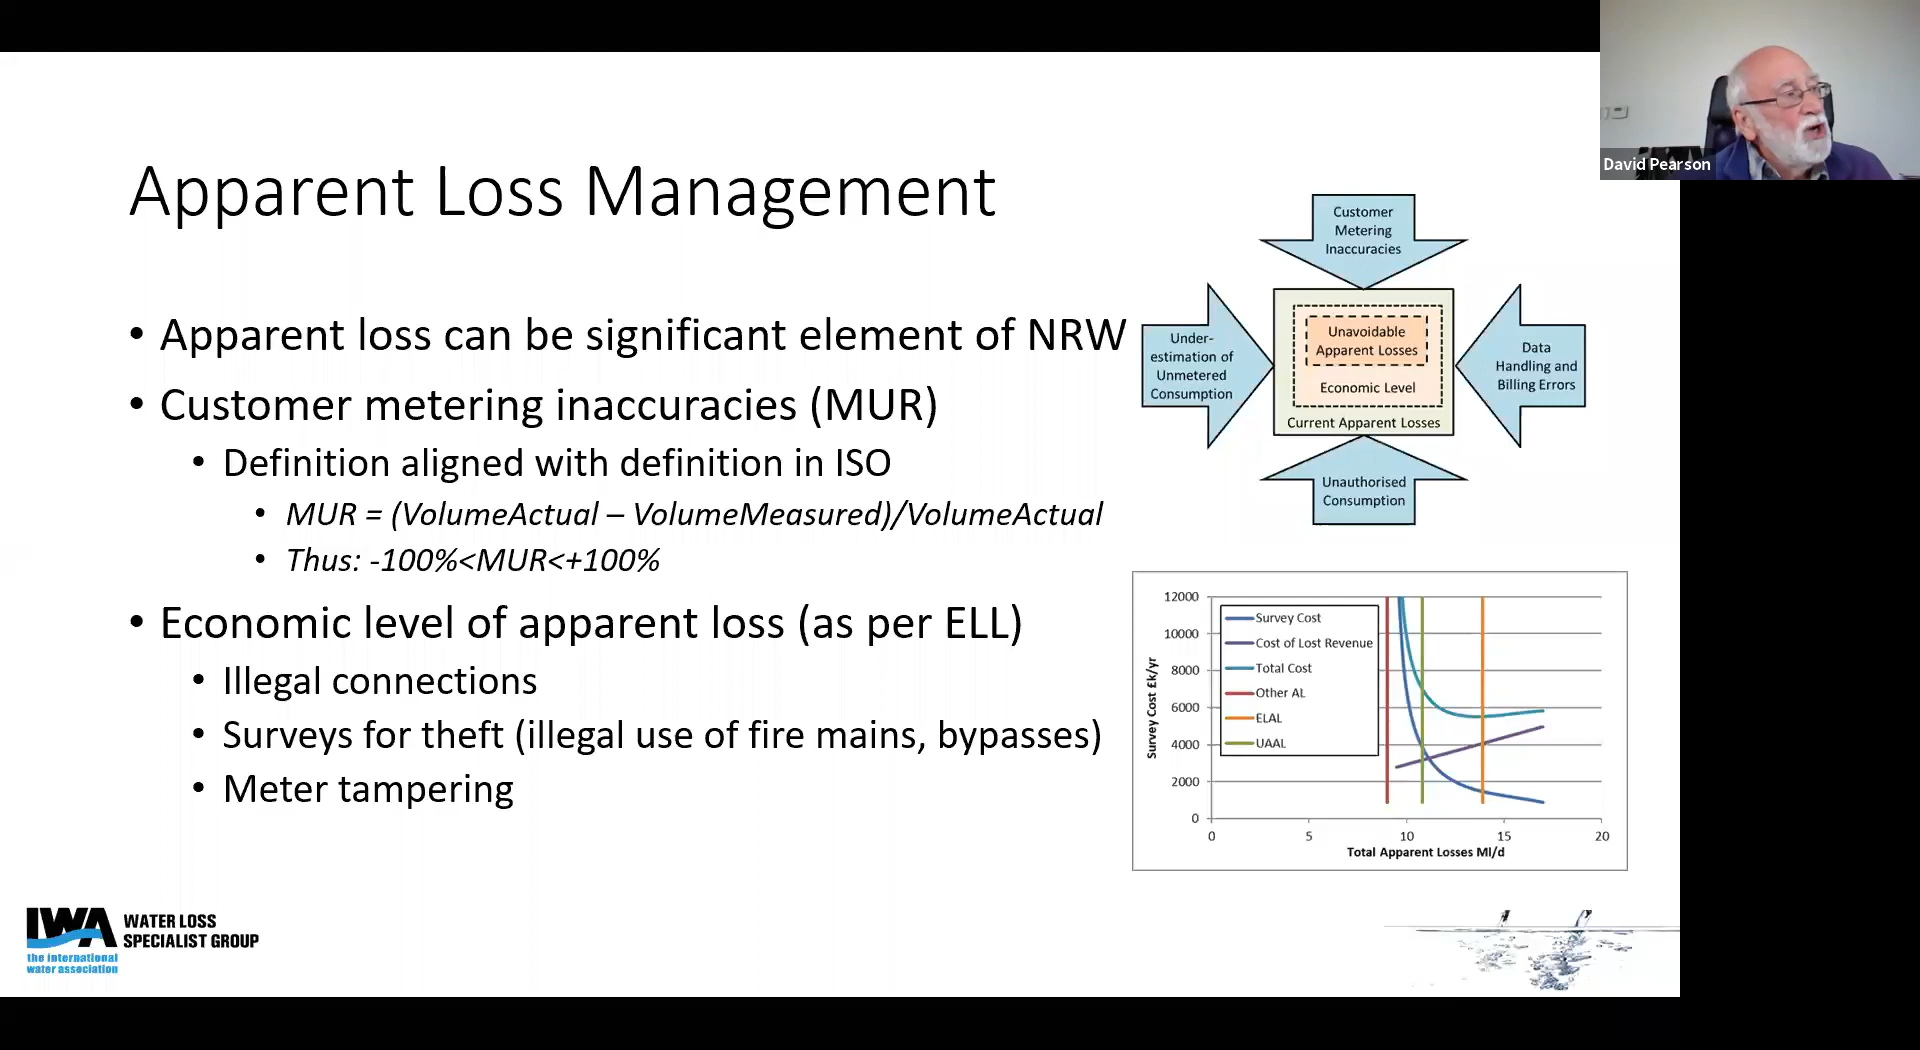 David Pearson
Apparent Loss Management
• Apparent loss can be significant element of NRW
• Customer metering inaccuracies (MUR)
• Definition aligned with definition in ISO
• MUR = (VolumeActual – VolumeMeasured)/VolumeActual
• Thus: -100%<MUR<+100%
• Economic level of apparent loss (as per ELL)
• Illegal connections
• Surveys for theft (illegal use of fire mains, bypasses)
• Meter tampering
Customer
Metering
Inaccuracies
Under-
estimation of
Unmetered
Consumption
Unavoidable
Apparent Losses
Economic Level
Current Apparent Losses
Data
Handling and
Billing Errors
Unauthorised
Consumption
Survey Cost £k/yr
12000
10000
8000
6000
4000
2000
0
Survey Cost
Cost of Lost Revenue
Total Cost
Other AL
ELAL
UAAL
0 5 10 15 20
Total Apparent Losses Ml/d
IWA
the international
water association
WATER LOSS
SPECIALIST GROUP